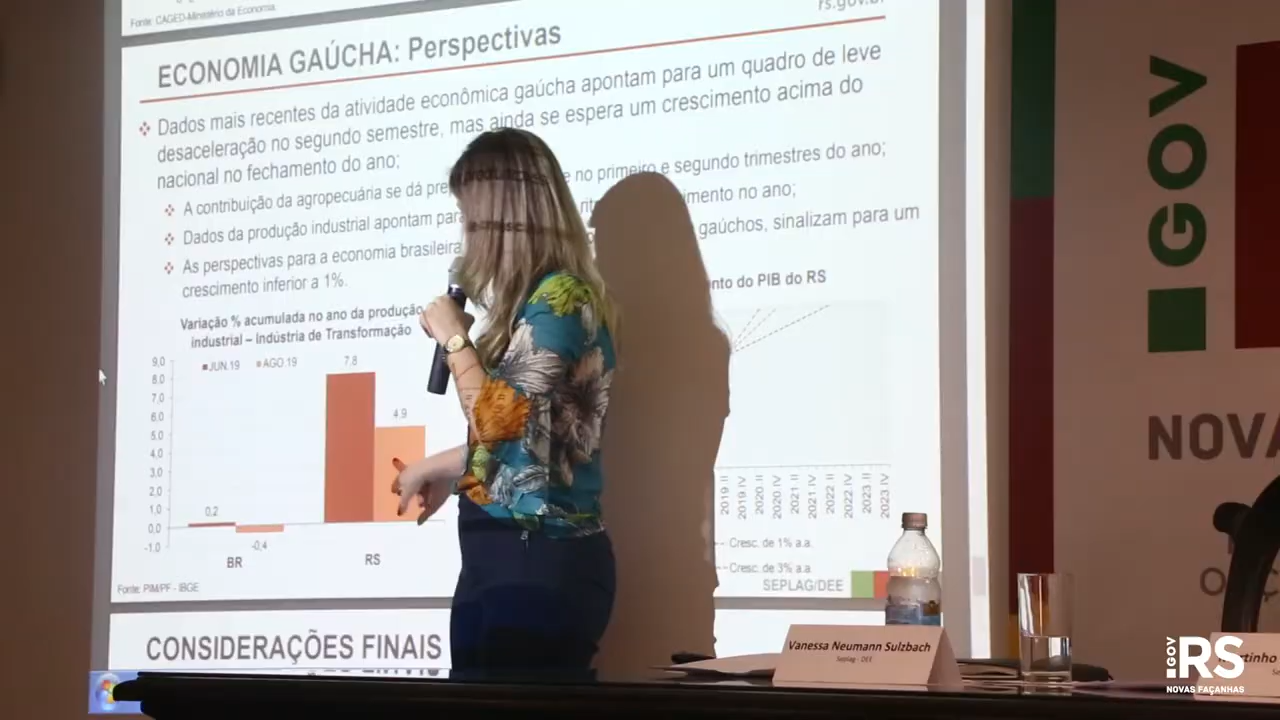 Fonte: CAGED-Ministério da Economia.
ECONOMIA GAÚCHA: Perspectivas
Dados mais recentes da atividade econômica gaúcha apontam para um quadro de leve
desaceleração no segundo semestre, mas ainda se espera um crescimento acima do
nacional no fechamento do ano;
A contribuição da agropecuária se dá no primeiro e segundo trimestres do ano;
Dados da produção industrial apontam no ano;
As perspectivas para a economia brasileira gaúchos, sinalizam para um
crescimento inferior a 1%.
Variação % acumulada no ano da produção
industrial – Indústria de Transformação
do PIB do RS
JUN.19 AGO.19
9,0
8,0
7,0
6,0
5,0
4,0
3,0
2,0
1,0
0,0
-1,0
0,2
-0,4
7,8
4,9
BR
RS
Fonte: PIM/PF - IBGE
2019.II
2019.IV
2020.II
2020.IV
2021.II
2021.IV
2022.II
2022.IV
2023.II
2023.IV
Cresc. de 1% a.a.
Cresc. de 3% a.a
SEPLAG/DEE
CONSIDERAÇÕES FINAIS
Vanessa Neumann Sulzbach
Seplag - DEE
GOV
NOVA
GOV RS
NOVAS FAÇANHAS